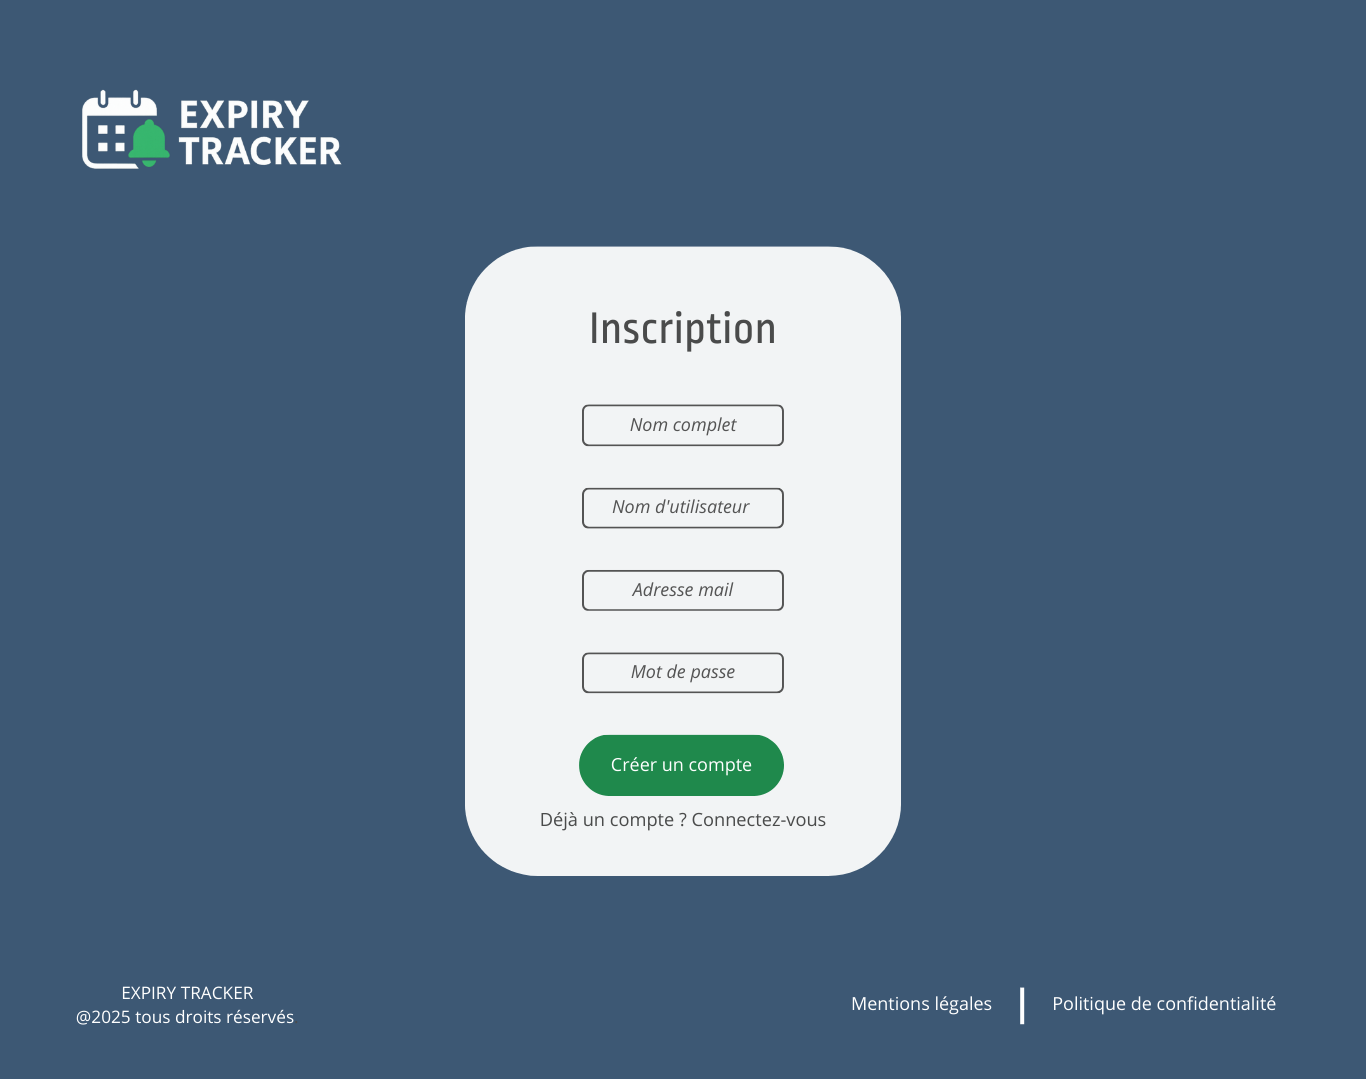 EXPIRY
TRACKER
Inscription
Nom complet
Nom d'utilisateur
Adresse mail
Mot de passe
Créer un compte
Déjà un compte ? Connectez-vous
EXPIRY TRACKER
@2025 tous droits réservés
Mentions légales
Politique de confidentialité